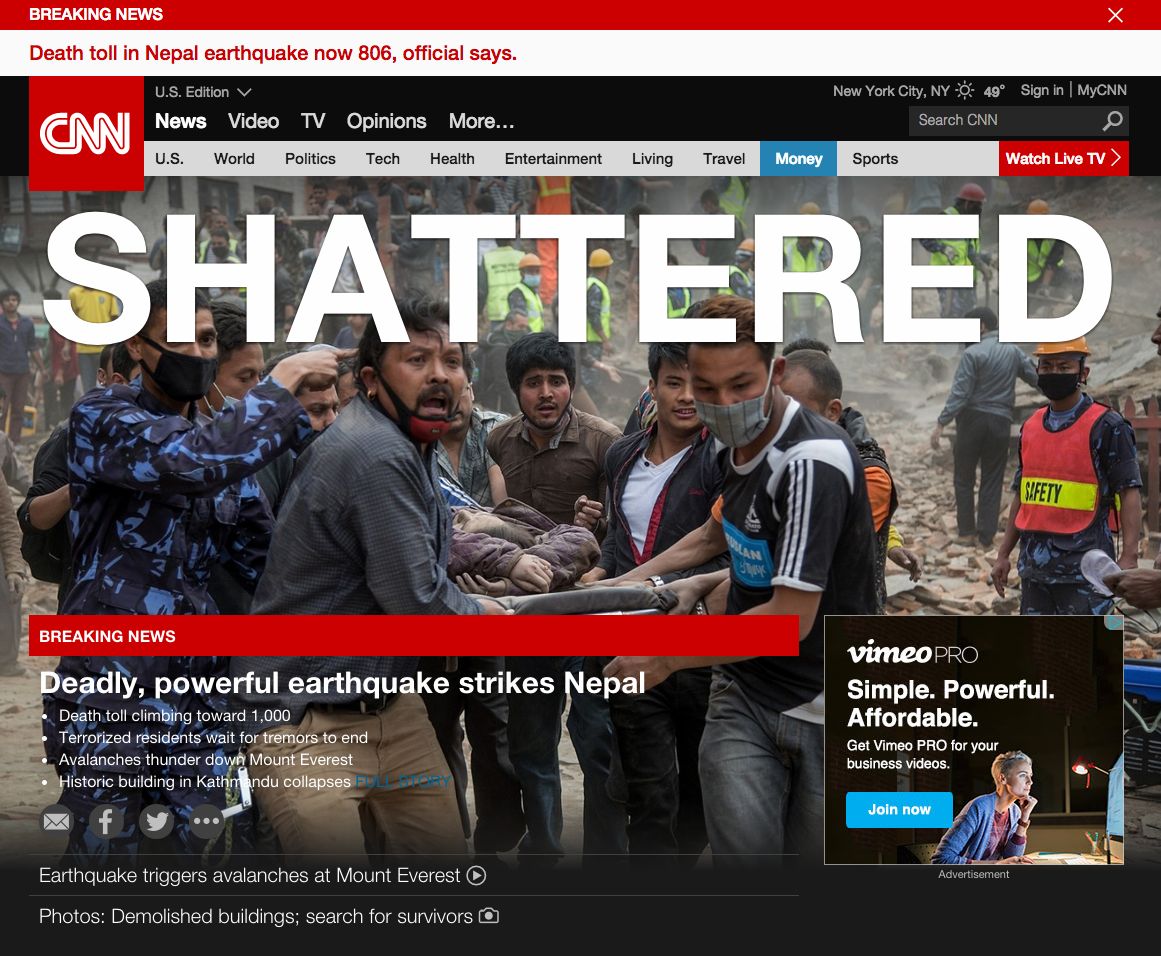 BREAKING NEWS
Death toll in Nepal earthquake now 806, official says.
U.S. Edition
New York City, NY 49° Sign in | MyCNN
CNN
News Video TV Opinions More...
Search CNN
U.S. World Politics Tech Health Entertainment Living Travel Money Sports Watch Live TV
SHATTERED
SAFETY
BREAKING NEWS
Deadly, powerful earthquake strikes Nepal
• Death toll climbing toward 1,000
• Terrorized residents wait for tremors to end
• Avalanches thunder down Mount Everest
• Historic building in Kathmandu collapses FULL STORY
vimeo PRO
Simple. Powerful.
Affordable.
Get Vimeo PRO for your
business videos.
Join now
Advertisement
Earthquake triggers avalanches at Mount Everest
Photos: Demolished buildings; search for survivors